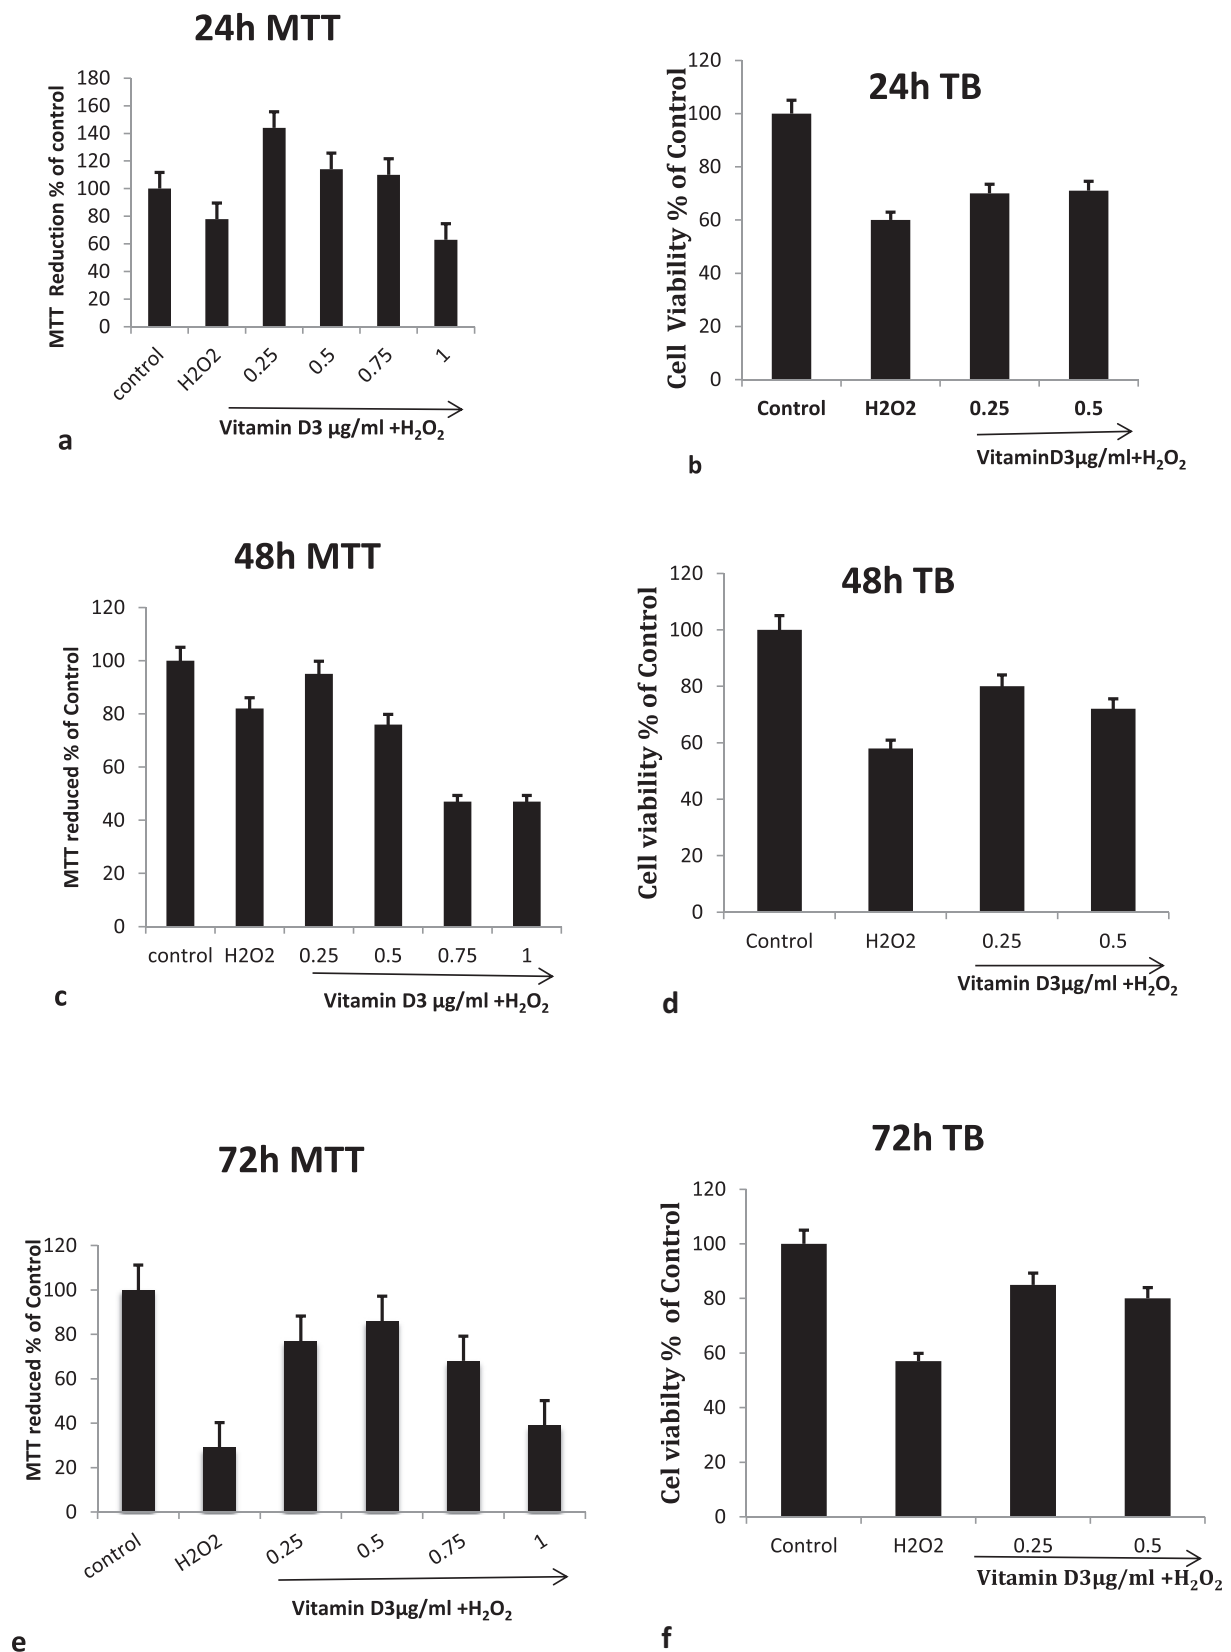 24h MTT
MTT Reduction % of control
180
160
140
120
100
80
60
40
20
0
control
H2O2
0.25
0.5
0.75
1
Vitamin D3 µg/ml +H₂O₂
a
24h TB
Cell Viability % of Control
120
100
80
60
40
20
0
Control
H2O2
0.25
0.5
VitaminD3µg/ml+H₂O₂
b
48h MTT
MTT reduced % of Control
120
100
80
60
40
20
0
control
H2O2
0.25
0.5
0.75
1
Vitamin D3 µg/ml +H₂O₂
c
48h TB
Cell viability % of Control
120
100
80
60
40
20
0
Control
H2O2
0.25
0.5
Vitamin D3µg/ml +H₂O₂
d
72h MTT
MTT reduced % of Control
120
100
80
60
40
20
0
control
H2O2
0.25
0.5
0.75
1
Vitamin D3µg/ml +H₂O₂
e
72h TB
Cel viabilty % of Control
120
100
80
60
40
20
0
Control
H2O2
0.25
0.5
Vitamin D3µg/ml +H₂O₂
f